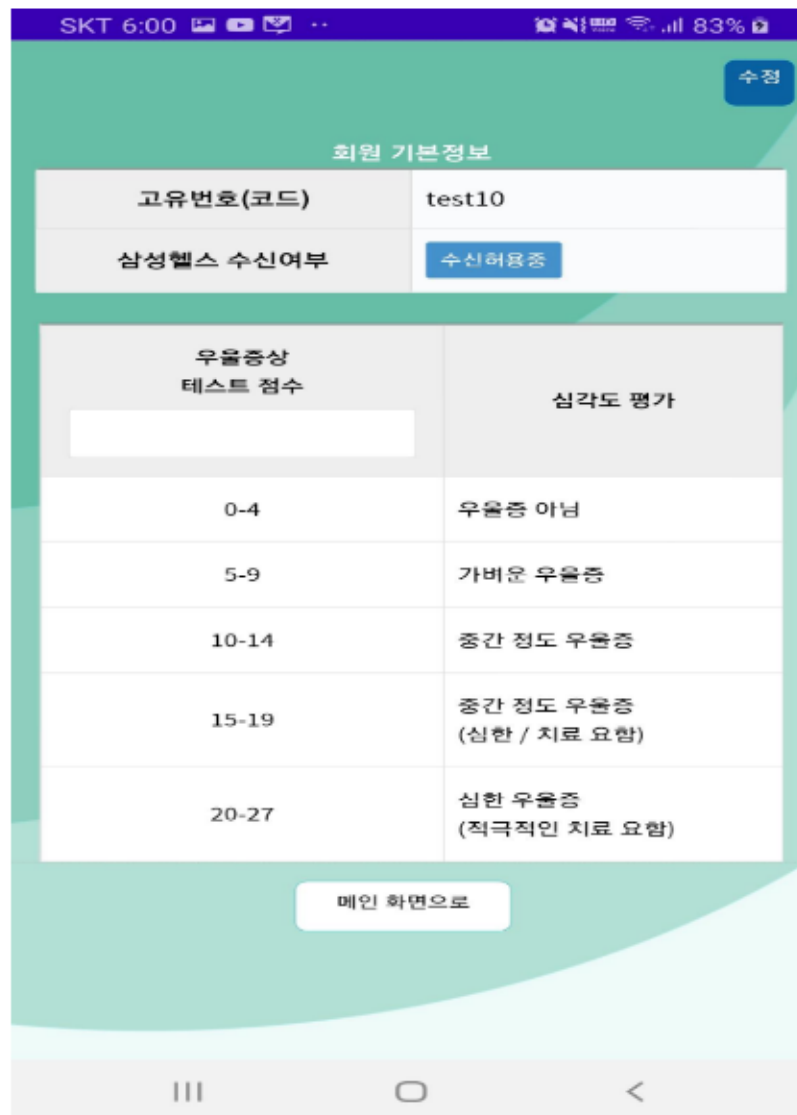 SKT 6:00 83%
수정
회원 기본정보
고유번호(코드) test10
삼성헬스 수신여부 수신허용중
우울증상
테스트 점수
심각도 평가
0-4 우울증 아님
5-9 가벼운 우울증
10-14 중간 정도 우울증
15-19 중간 정도 우울증
(심한 / 치료 요함)
20-27 심한 우울증
(적극적인 치료 요함)
메인 화면으로